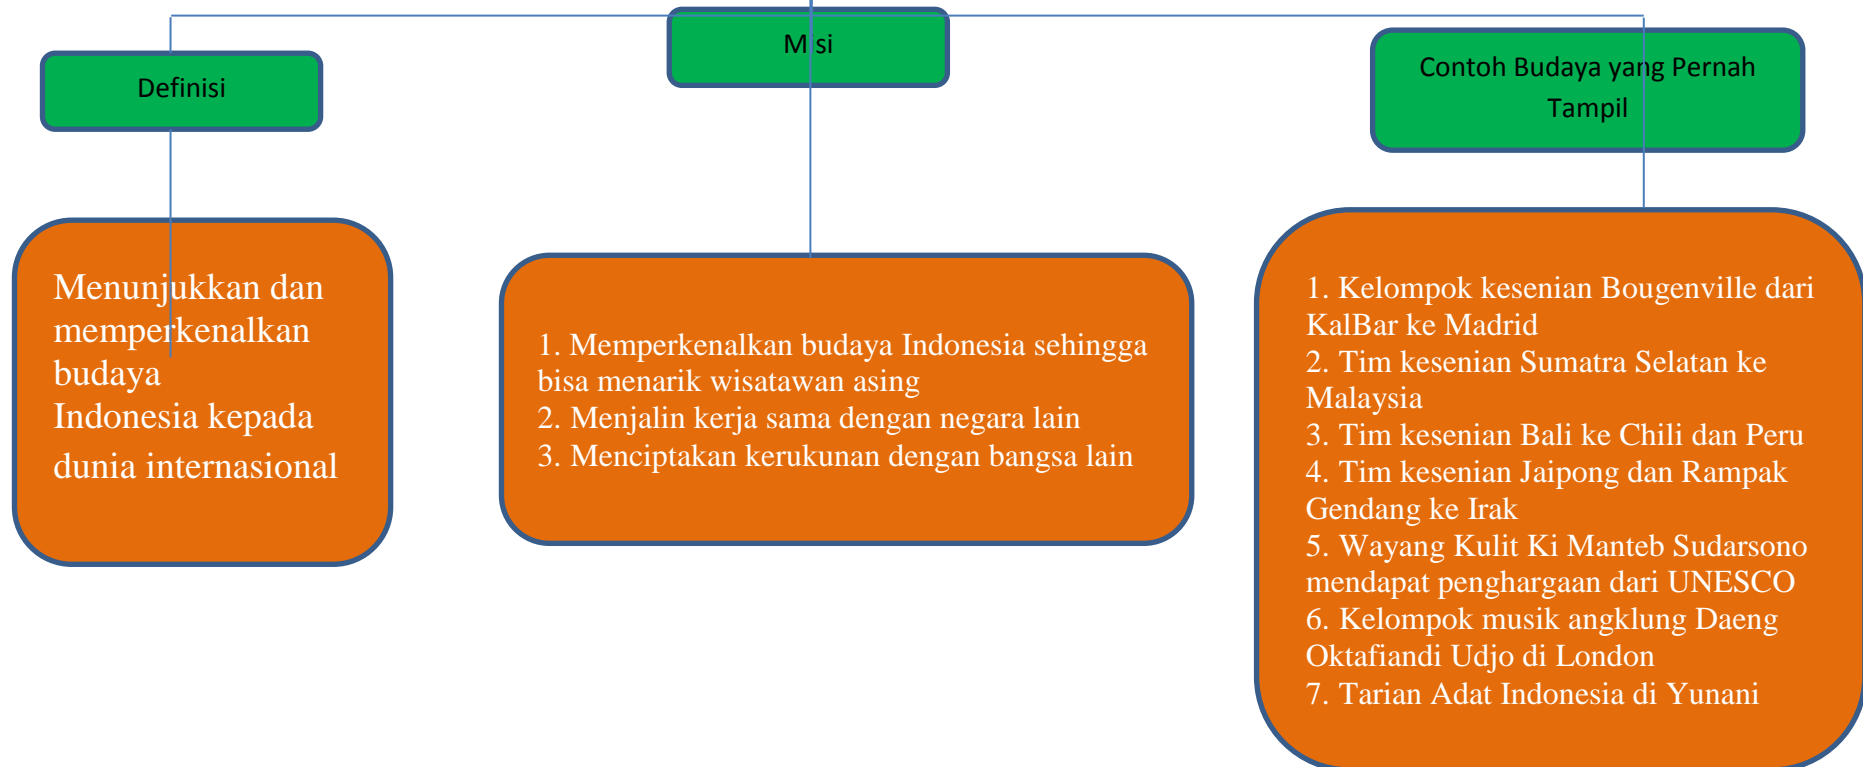 Definisi
Misi
Contoh Budaya yang Pernah
Tampil
Menunjukkan dan
memperkenalkan
budaya
Indonesia kepada
dunia internasional
1. Memperkenalkan budaya Indonesia sehingga
bisa menarik wisatawan asing
2. Menjalin kerja sama dengan negara lain
3. Menciptakan kerukunan dengan bangsa lain
1. Kelompok kesenian Bougenville dari
KalBar ke Madrid
2. Tim kesenian Sumatra Selatan ke
Malaysia
3. Tim kesenian Bali ke Chili dan Peru
4. Tim kesenian Jaipong dan Rampak
Gendang ke Irak
5. Wayang Kulit Ki Manteb Sudarsono
mendapat penghargaan dari UNESCO
6. Kelompok musik angklung Daeng
Oktafiandi Udjo di London
7. Tarian Adat Indonesia di Yunani